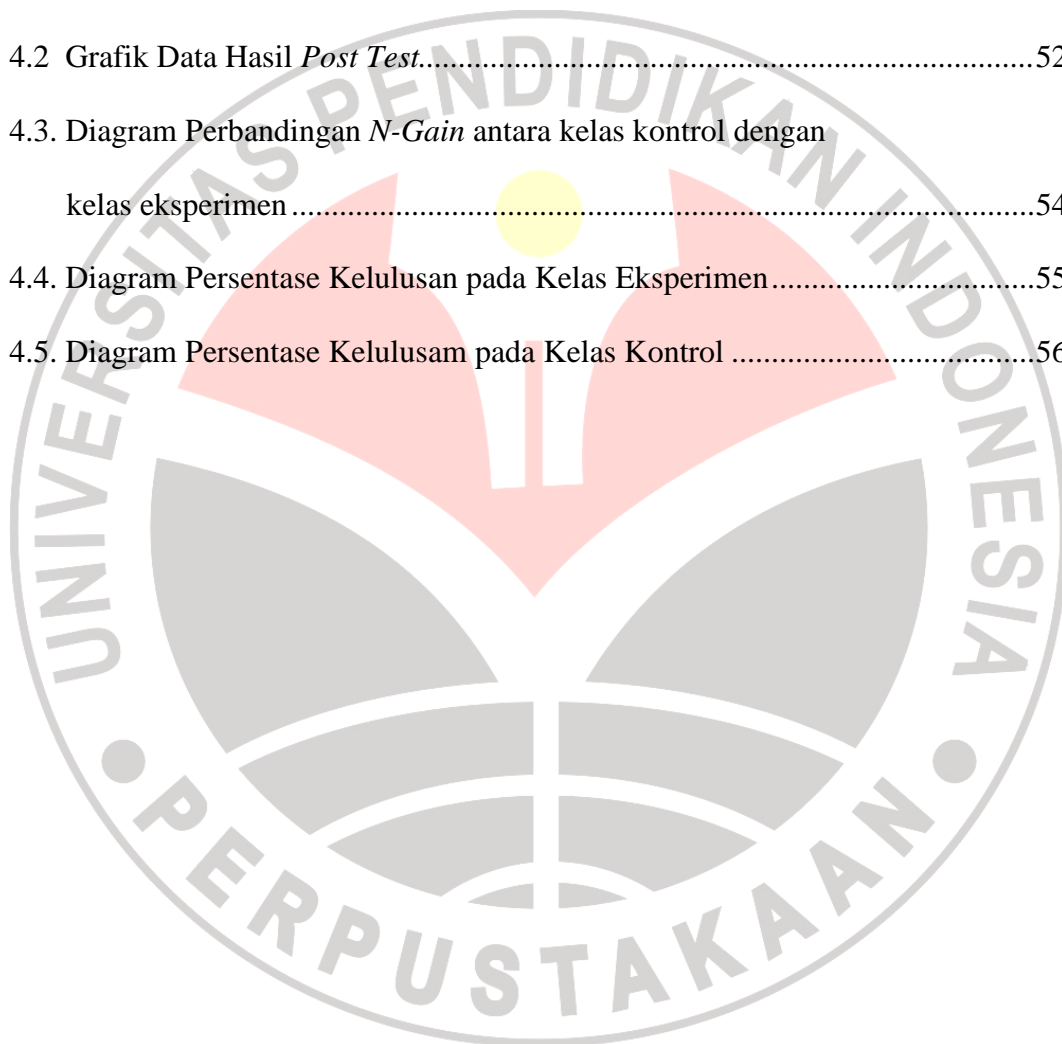 4.2 Grafik Data Hasil Post Test.......................................................................................52
4.3. Diagram Perbandingan N-Gain antara kelas kontrol dengan
kelas eksperimen .........................................................................................................54
4.4. Diagram Persentase Kelulusan pada Kelas Eksperimen.....................................55
4.5. Diagram Persentase Kelulusam pada Kelas Kontrol ...........................................56
UNIVERSITAS PENDIDIKAN INDONESIA
PERPUSTAKAAN